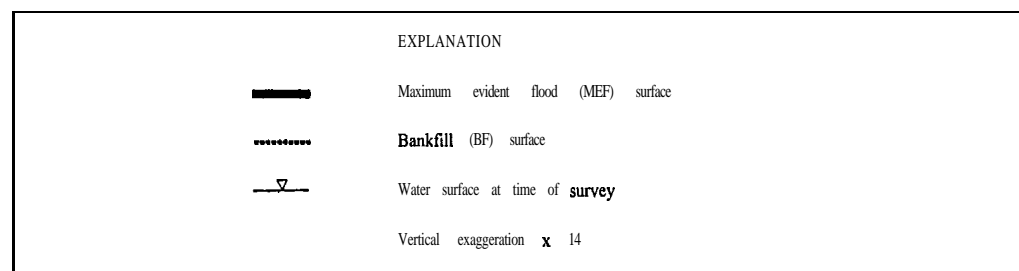 EXPLANATION
Maximum evident flood (MEF) surface
Bankfill (BF) surface
Water surface at time of survey
Vertical exaggeration x 14